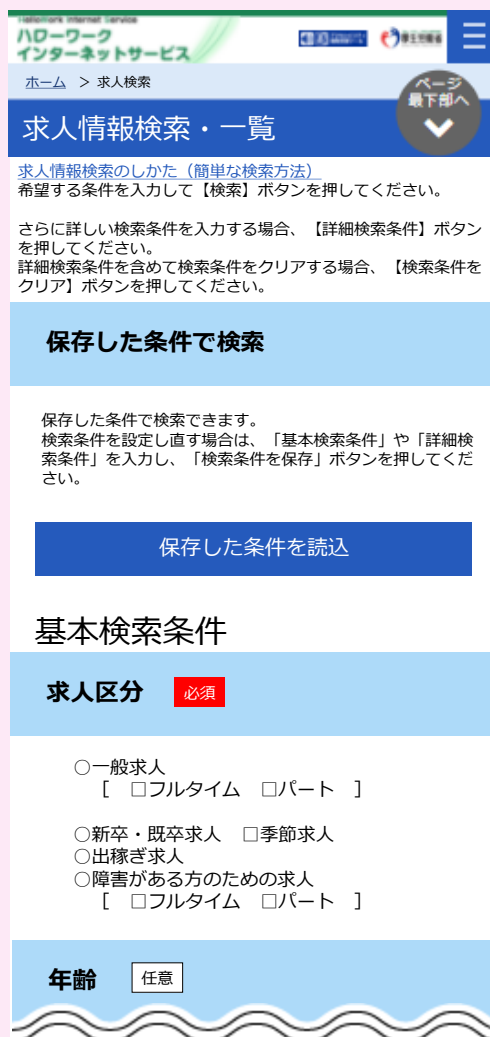 HelloWork Internet Service
ハローワーク
インターネットサービス
厚生労働省
ホーム ＞ 求人検索
ページ
最下部へ
求人情報検索・一覧
求人情報検索のしかた（簡単な検索方法）
希望する条件を入力して【検索】ボタンを押してください。
さらに詳しい検索条件を入力する場合、【詳細検索条件】ボタン
を押してください。
詳細検索条件を含めて検索条件をクリアする場合、【検索条件を
クリア】ボタンを押してください。
保存した条件で検索
保存した条件で検索できます。
検索条件を設定し直す場合は、「基本検索条件」や「詳細検
索条件」を入力し、「検索条件を保存」ボタンを押してくだ
さい。
保存した条件を読込
基本検索条件
求人区分 必須
○一般求人
［ □フルタイム □パート ］
○新卒・既卒求人 □季節求人
○出稼ぎ求人
○障害がある方のための求人
［ □フルタイム □パート ］
年齢 任意